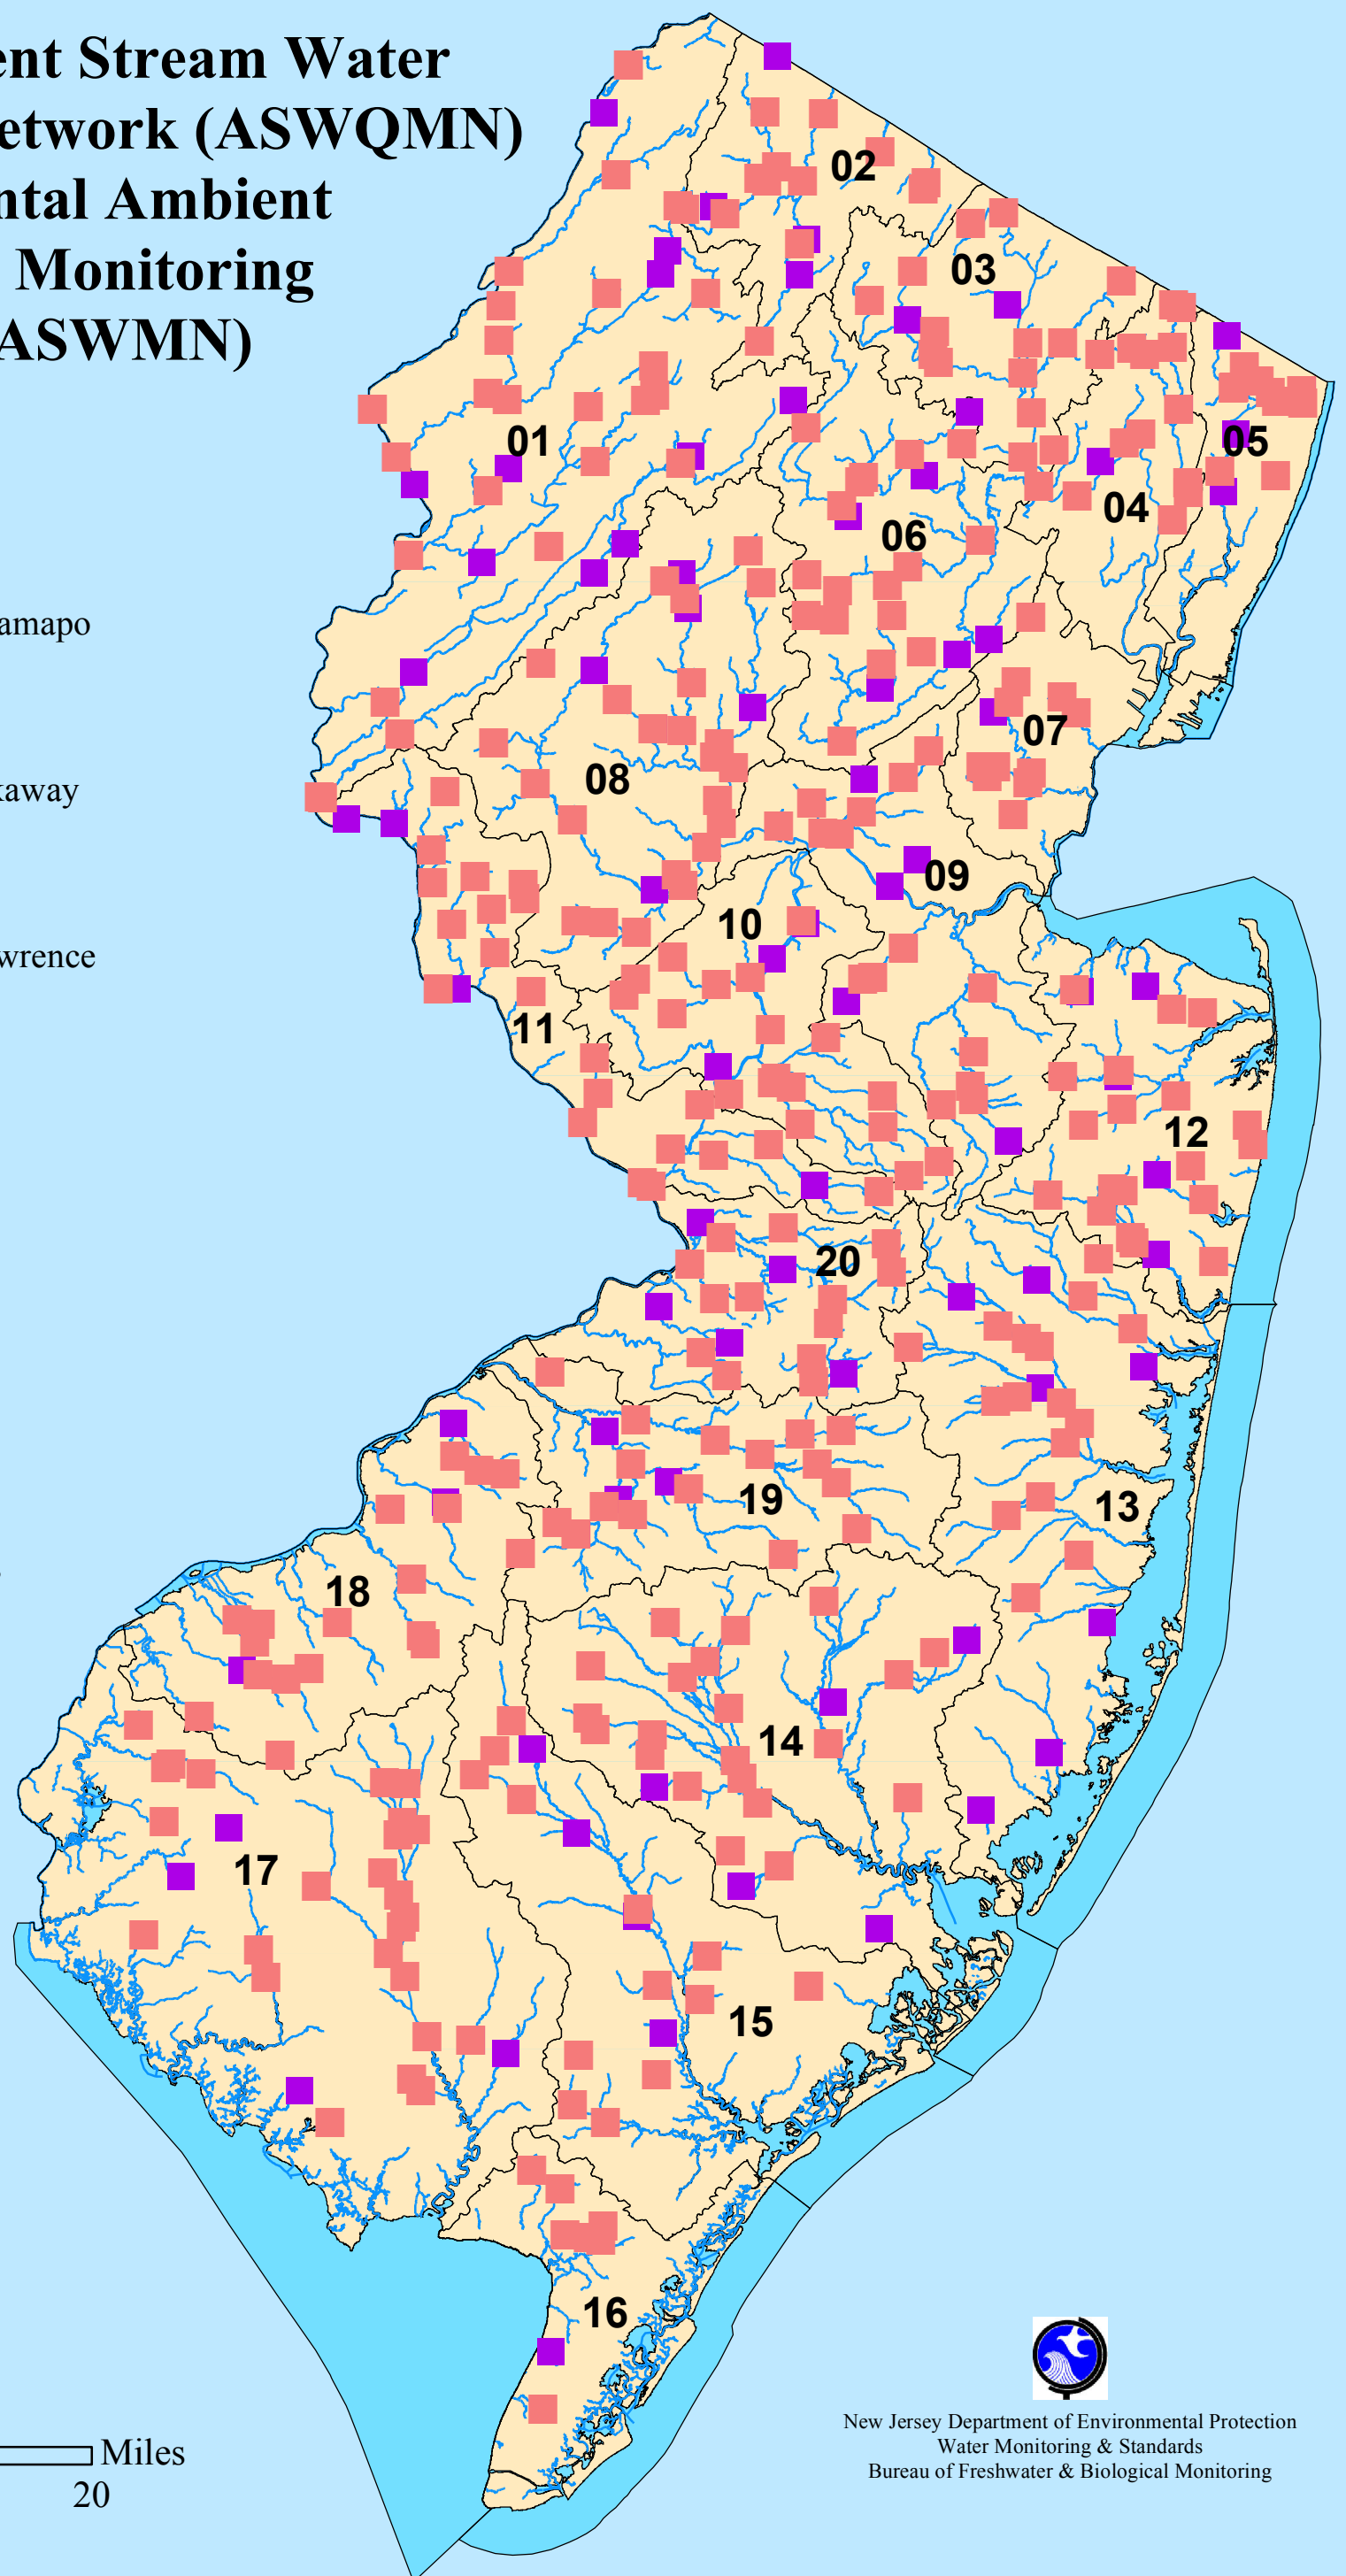 ent Stream Water
etwork (ASWQMN)
ntal Ambient
Monitoring
ASWMN)
02
03
01
05
04
06
amapo
07
08
kaway
09
10
wrence
11
12
20
19
13
18
14
17
15
16
Miles
20
New Jersey Department of Environmental Protection
Water Monitoring & Standards
Bureau of Freshwater & Biological Monitoring